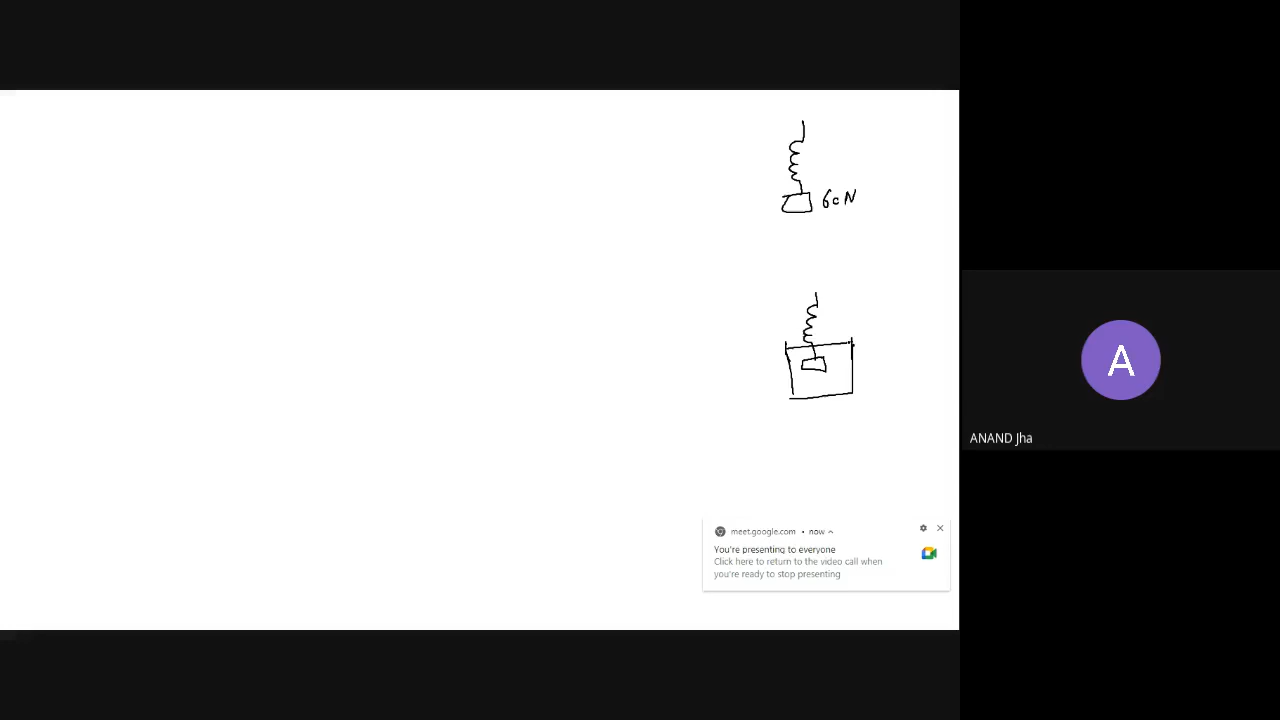 60N
meet.google.com • now
You're presenting to everyone
Click here to return to the video call when
you're ready to stop presenting
A
ANAND Jha